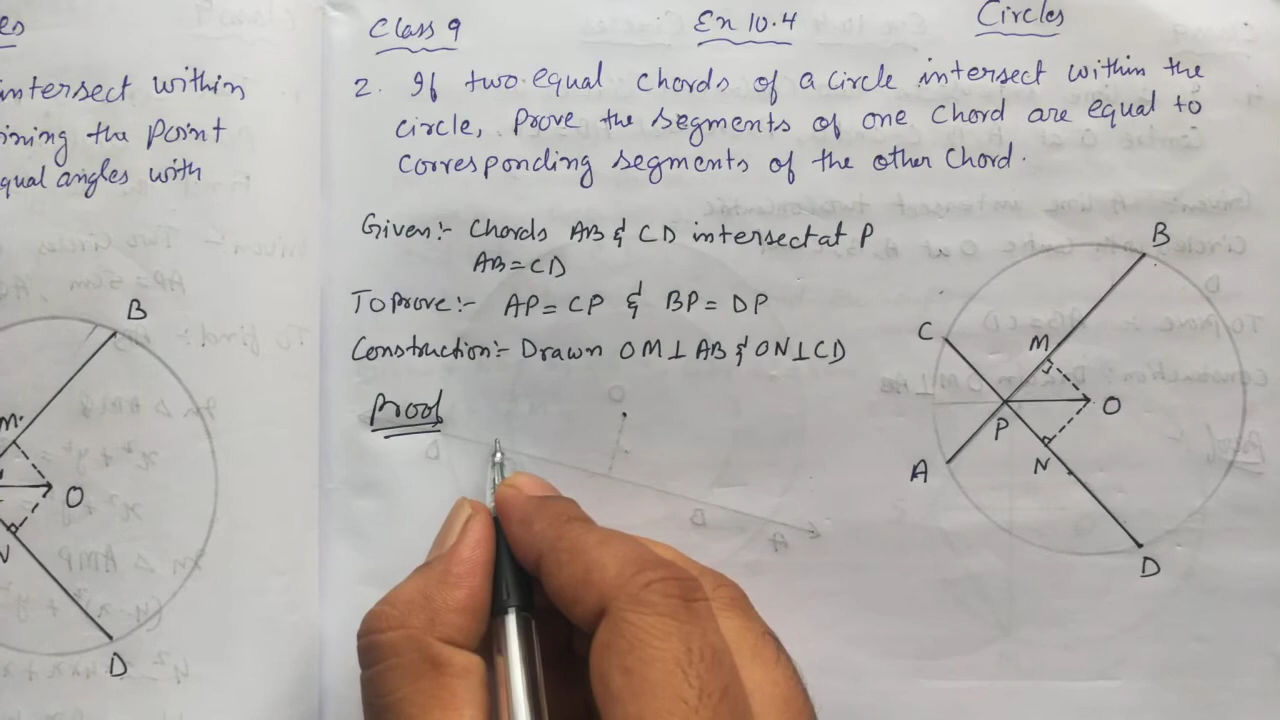 es
intersect within
ining the point
qual angles with
B
M
O
N
D
Class 9 Ex 10.4 Circles
2. If two equal chords of a circle intersect within the
circle, Prove the segments of one Chord are equal to
Corresponding segments of the other Chord.
Given:- Chords AB & CD intersect at P
AB = CD
To prove:- AP = CP & BP = DP
Construction:- Drawn OM ⊥ AB & ON ⊥ CD
Proof
B
C
M
O
P
N
A
D